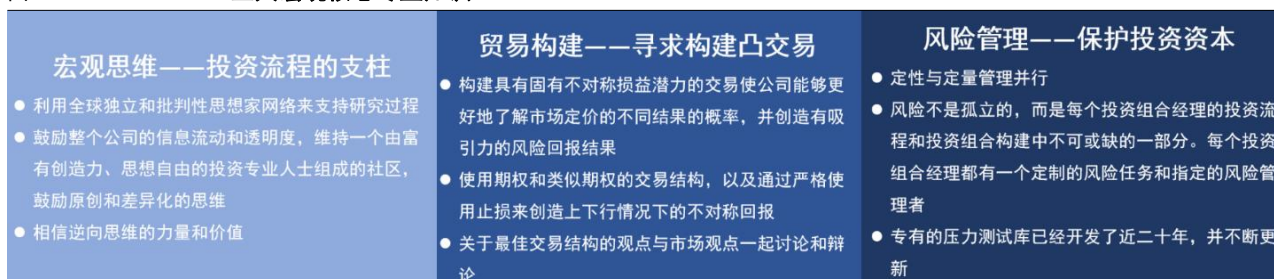 宏观思维——投资流程的支柱
● 利用全球独立和批判性思想家网络来支持研究过程
● 鼓励整个公司的信息流动和透明度，维持一个由富
有创造力、思想自由的投资专业人士组成的社区，
鼓励原创和差异化的思维
● 相信逆向思维的力量和价值
贸易构建——寻求构建凸交易
● 构建具有固有不对称损益潜力的交易使公司能够更
好地了解市场定价的不同结果的概率，并创造有吸
引力的风险回报结果
● 使用期权和类似期权的交易结构，以及通过严格使
用止损来创造上下行情况下的不对称回报
● 关于最佳交易结构的观点与市场观点一起讨论和辩
论
风险管理——保护投资资本
● 定性与定量管理并行
● 风险不是孤立的，而是每个投资组合经理的投资流
程和投资组合构建中不可或缺的一部分。每个投资
组合经理都有一个定制的风险任务和指定的风险管
理者
● 专有的压力测试库已经开发了近二十年，并不断更
新